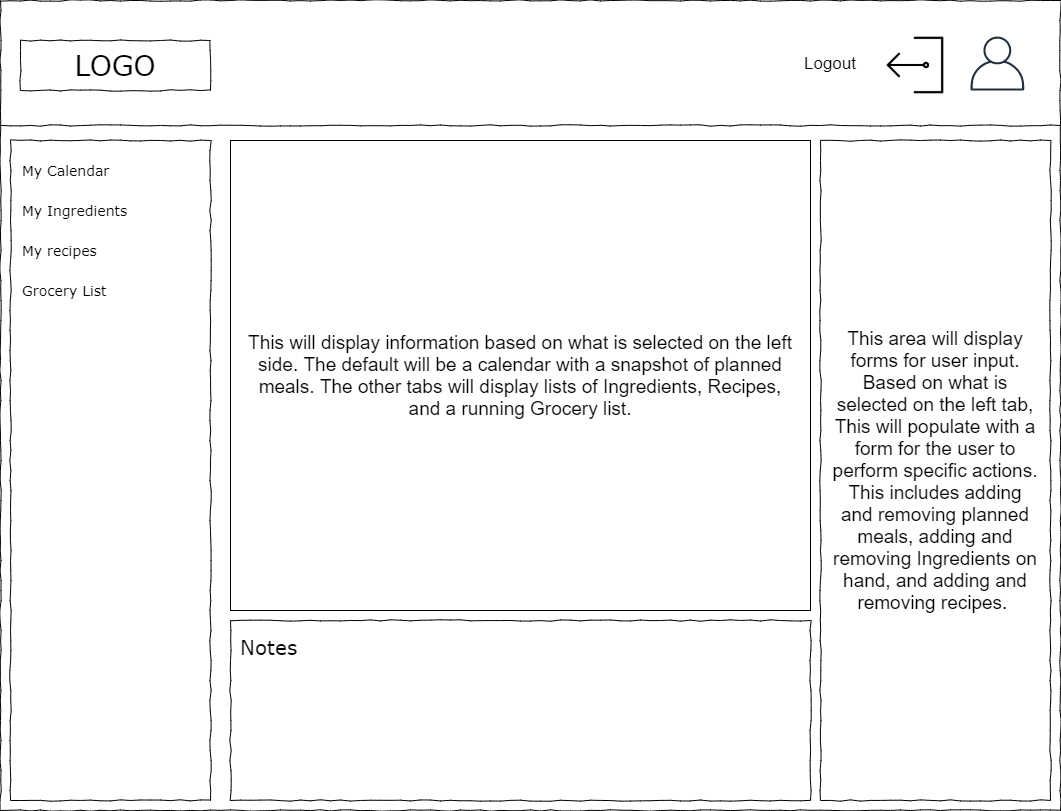 LOGO
Logout
My Calendar
My Ingredients
My recipes
Grocery List
This will display information based on what is selected on the left
side. The default will be a calendar with a snapshot of planned
meals. The other tabs will display lists of Ingredients, Recipes,
and a running Grocery list.
Notes
This area will display
forms for user input.
Based on what is
selected on the left tab,
This will populate with a
form for the user to
perform specific actions.
This includes adding
and removing planned
meals, adding and
removing Ingredients on
hand, and adding and
removing recipes.